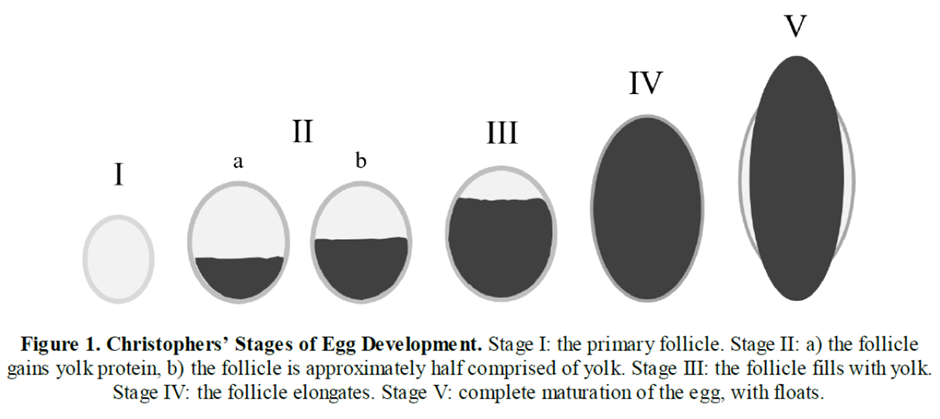 V
IV
III
II
I
a
b
Figure 1. Christophers’ Stages of Egg Development. Stage I: the primary follicle. Stage II: a) the follicle
gains yolk protein, b) the follicle is approximately half comprised of yolk. Stage III: the follicle fills with yolk.
Stage IV: the follicle elongates. Stage V: complete maturation of the egg, with floats.